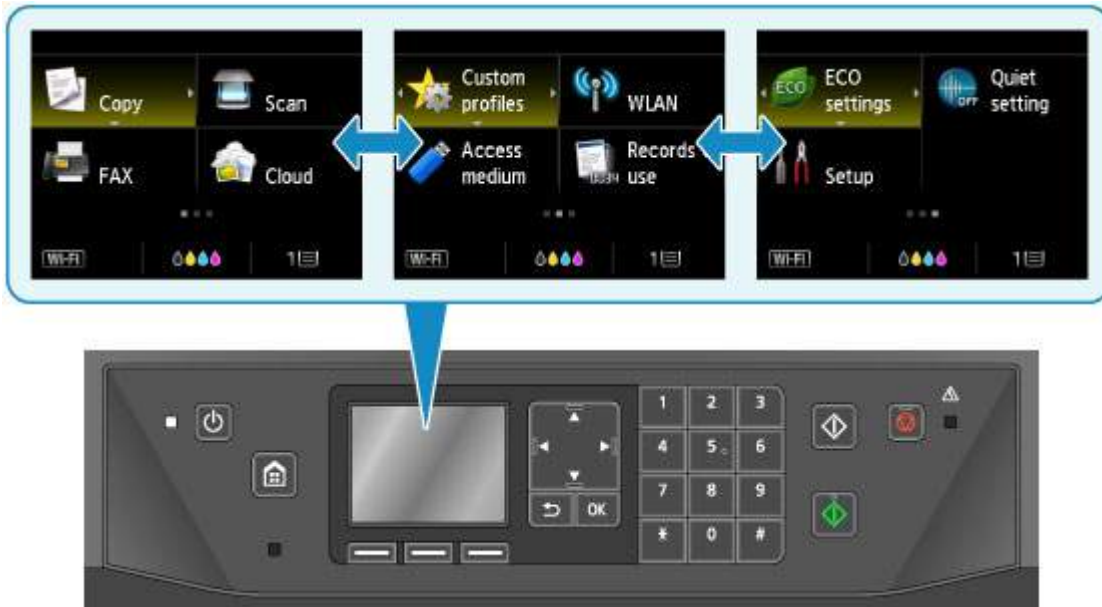 Copy
Scan
FAX
Cloud
Wi-Fi
1
Custom
profiles
WLAN
Access
medium
Records
use
Wi-Fi
1
ECO
ECO
settings
OFF
Quiet
setting
Setup
Wi-Fi
1
1 2 3
4 5 6
7 8 9
OK
* 0 #